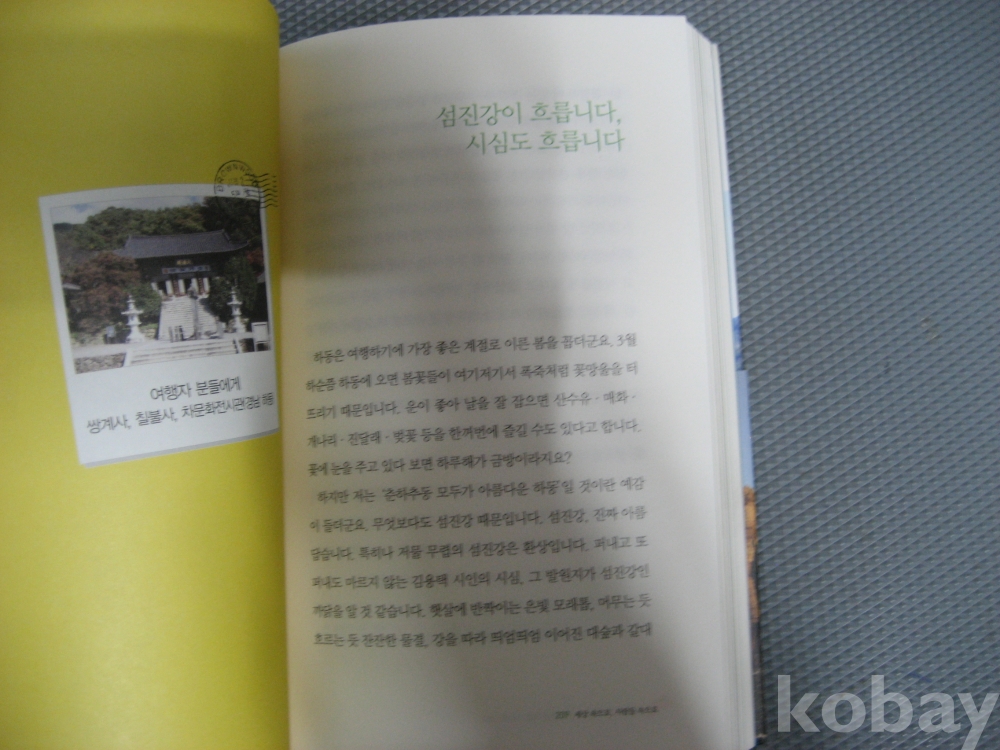 여행자 분들에게
쌍계사, 칠불사, 차문화전시관경남 하동
섬진강이 흐릅니다,
시심도 흐릅니다
하동은 여행하기에 가장 좋은 계절로 이른 봄을 꼽더군요. 3월
하순쯤 하동에 오면 봄꽃들이 여기저기서 폭죽처럼 꽃망울을 터
뜨리기 때문입니다. 운이 좋아 날을 잘 잡으면 산수유·매화·
개나리·진달래·벚꽃 등을 한꺼번에 즐길 수도 있다고 합니다.
꽃에 눈을 주고 있다 보면 하루해가 금방이라지요?
하지만 저는 '춘하추동 모두가 아름다운 하동'일 것이란 예감
이 들더군요. 무엇보다도 섬진강 때문입니다. 섬진강, 진짜 아름
답습니다. 특히나 저물 무렵의 섬진강은 환상입니다. 퍼내고 또
퍼내도 마르지 않는 김용택 시인의 시심, 그 발원지가 섬진강인
까닭을 알 것 같습니다. 햇살에 반짝이는 은빛 모래톱, 머무는 듯
흐르는 듯 잔잔한 물결, 강을 따라 띄엄띄엄 이어진 대숲과 갈대
kobay